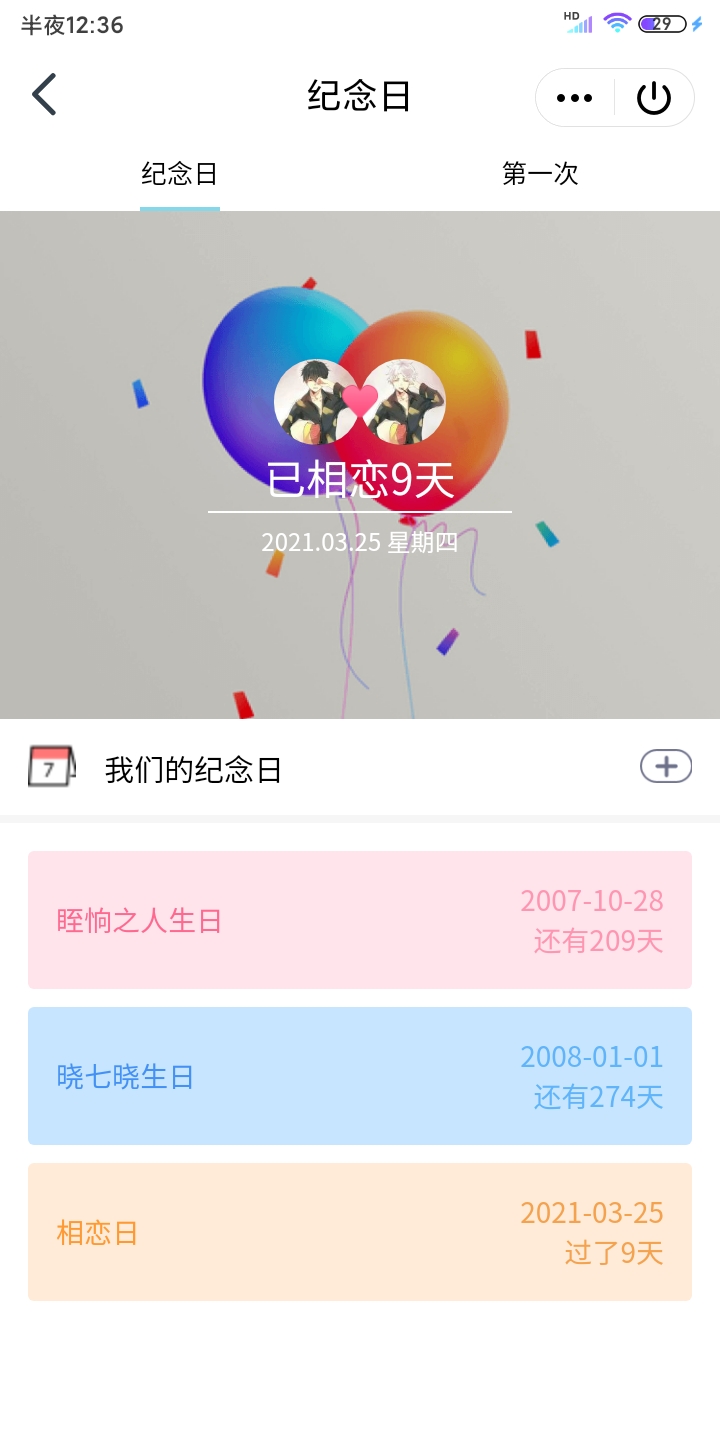 半夜12:36
HD
29
纪念日
纪念日
第一次
已相恋9天
2021.03.25 星期四
7
我们的纪念日
眰恦之人生日
2007-10-28
还有209天
晓七晓生日
2008-01-01
还有274天
相恋日
2021-03-25
过了9天